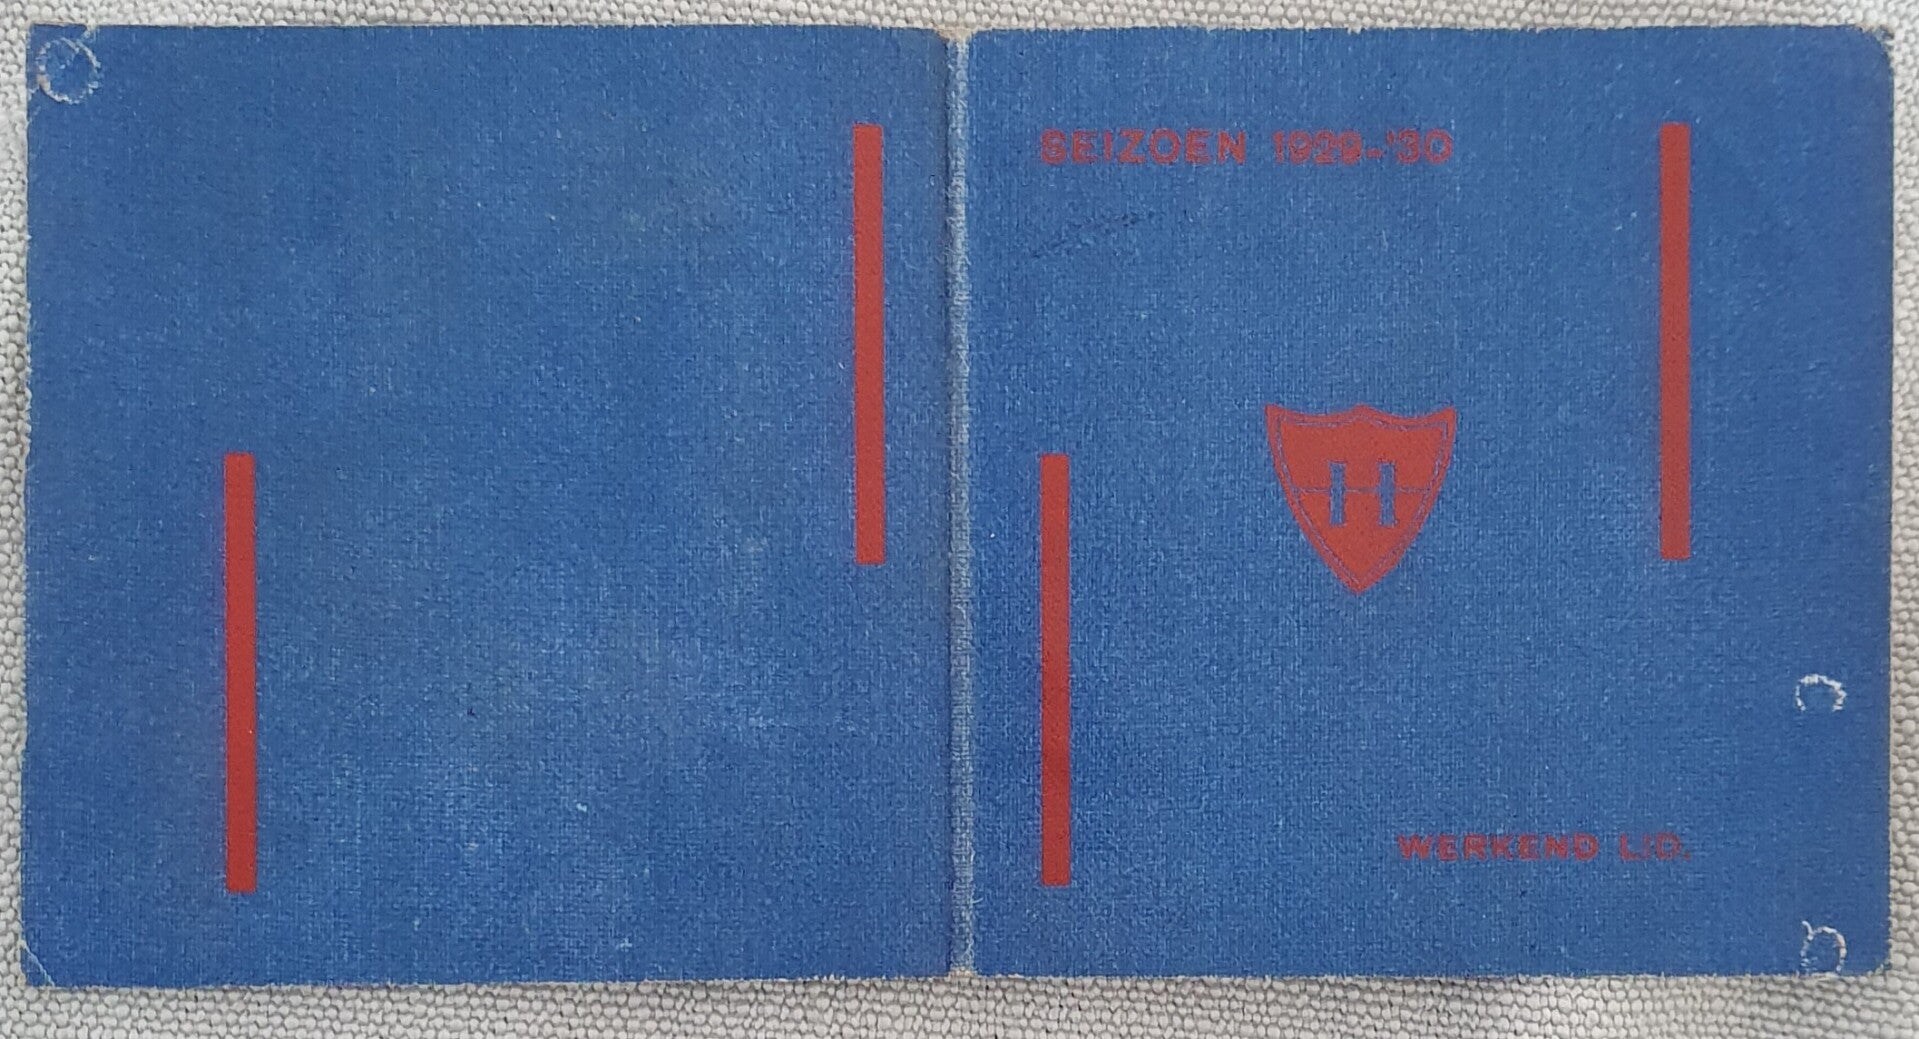 SEIZOEN 1929-'30
H
WERKEND LID.